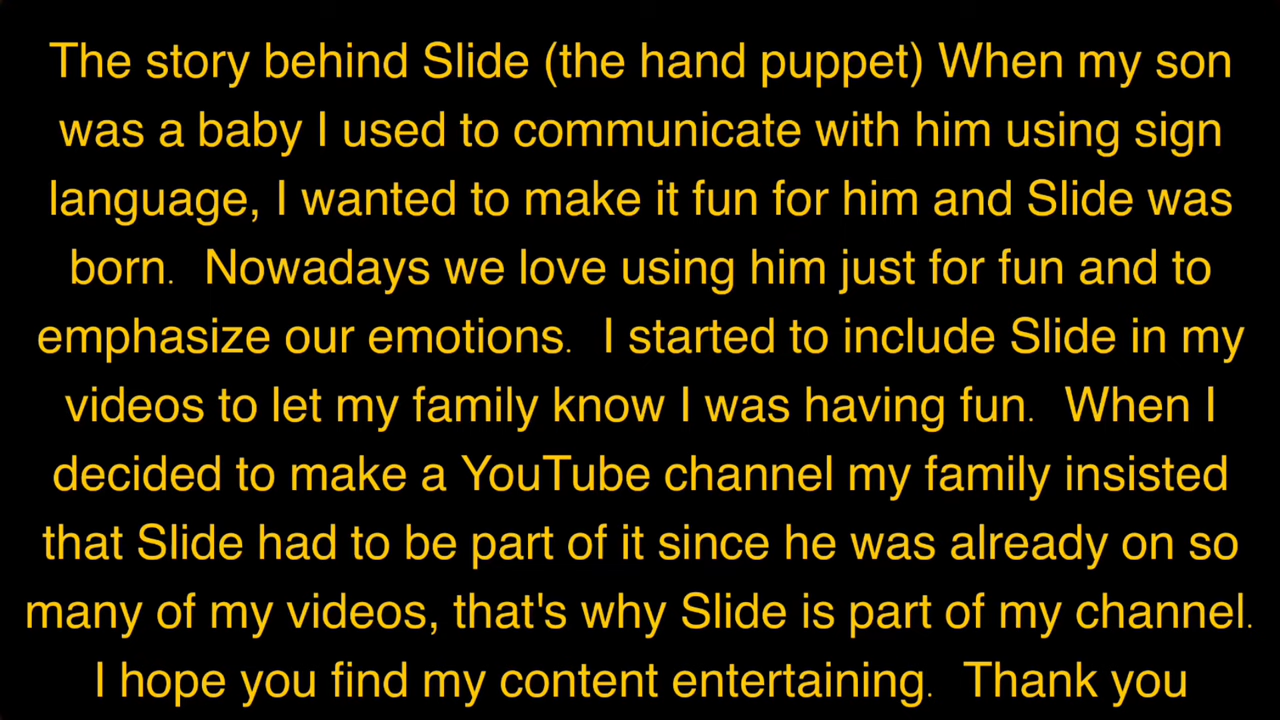 The story behind Slide (the hand puppet) When my son
was a baby I used to communicate with him using sign
language, I wanted to make it fun for him and Slide was
born.  Nowadays we love using him just for fun and to
emphasize our emotions.  I started to include Slide in my
videos to let my family know I was having fun.  When I
decided to make a YouTube channel my family insisted
that Slide had to be part of it since he was already on so
many of my videos, that's why Slide is part of my channel.
I hope you find my content entertaining.  Thank you